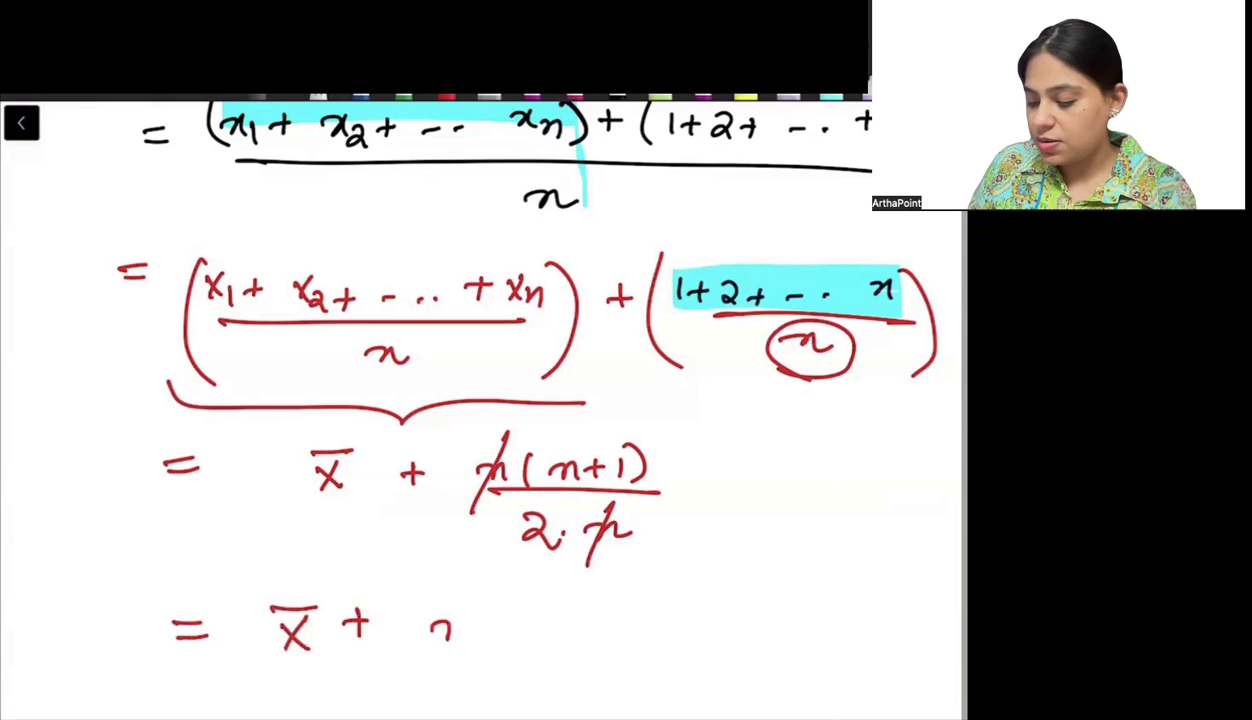 = (x₁ + x₂ + -.. xn) + (1+2+ -.. +
n
ArthaPoint
= (x₁ + x₂ + -.. + xn) + (1+2+ -.. n)
n n
= x̅ + n(n+1)
2.n
= x̅ +